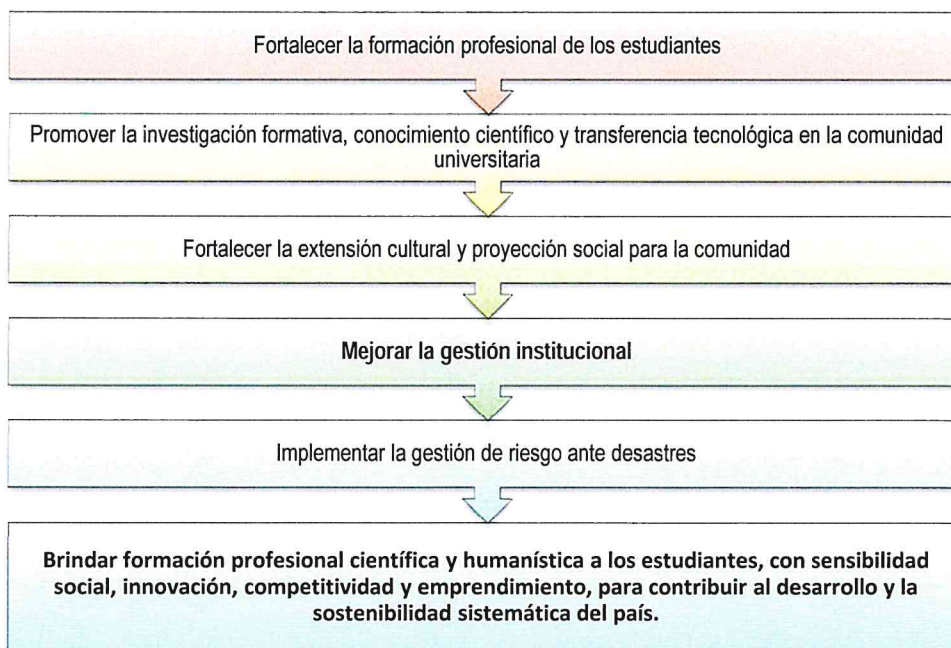 Fortalecer la formación profesional de los estudiantes
Promover la investigación formativa, conocimiento científico y transferencia tecnológica en la comunidad
universitaria
Fortalecer la extensión cultural y proyección social para la comunidad
Mejorar la gestión institucional
Implementar la gestión de riesgo ante desastres
Brindar formación profesional científica y humanística a los estudiantes, con sensibilidad
social, innovación, competitividad y emprendimiento, para contribuir al desarrollo y la
sostenibilidad sistemática del país.